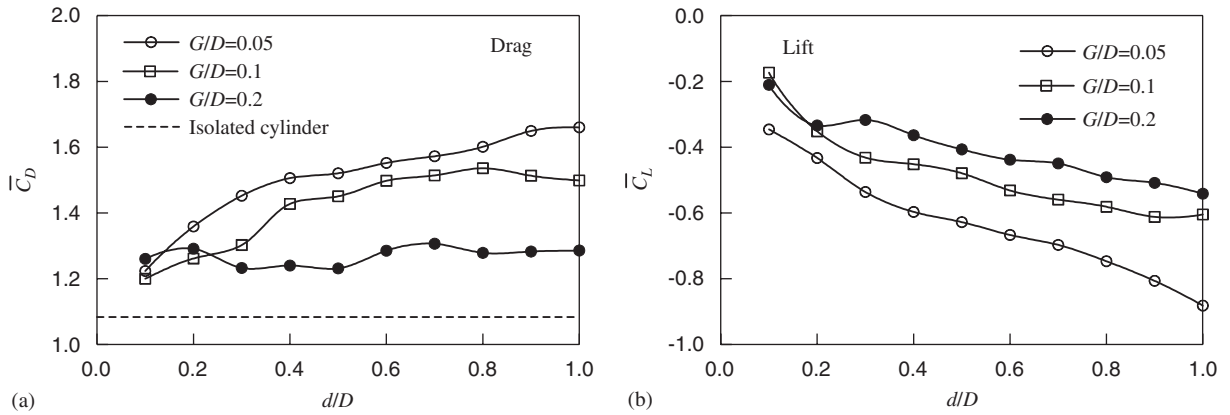 2.0
1.8
1.6
1.4
1.2
1.0
C̅_D
G/D=0.05
G/D=0.1
G/D=0.2
Isolated cylinder
Drag
0.0 0.2 0.4 0.6 0.8 1.0
(a)
d/D
-0.0
-0.2
-0.4
-0.6
-0.8
-1.0
C̅_L
Lift
G/D=0.05
G/D=0.1
G/D=0.2
0.0 0.2 0.4 0.6 0.8 1.0
(b)
d/D